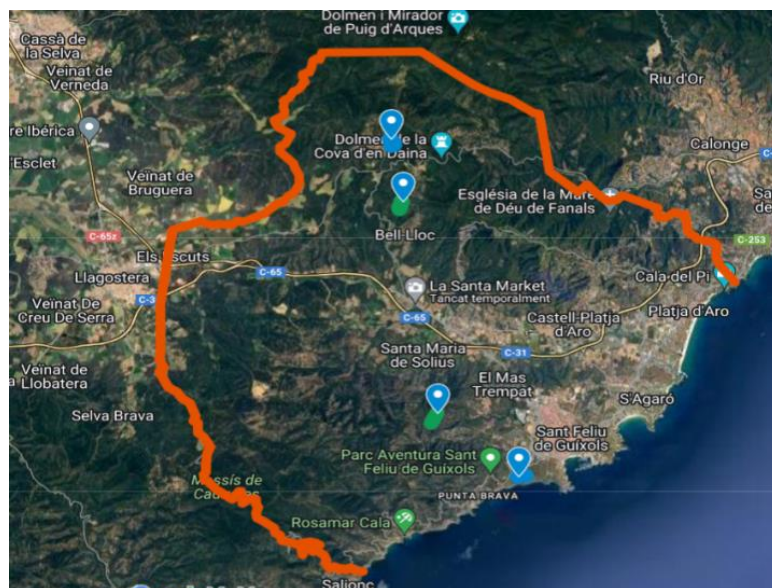 Dolmen i Mirador
de Puig d'Arques
Cassà de
la Selva
Veïnat de
Verneda
Riu d'Or
re Ibérica
Dolmen de la
Cova d'en Daina
Calonge
d'Esclet
Veïnat de
Bruguera
Església de la Mare
de Déu de Fanals
C-65z
Bell-Lloc
C-253
Els Escuts
Llagostera
C-65
Cala del Pi
La Santa Market
Tancat temporalment
Veïnat De
Creu De Serra
Platja d'Aro
C-65
Castell-Platja
d'Aro
C-31
Santa Maria
de Solius
Veïnat de
Llobatera
El Mas
Trempat
S'Agaró
Selva Brava
Sant Feliu
de Guíxols
Parc Aventura Sant
Feliu de Guíxols
Massís de
PUNTA BRAVA
Rosamar Cala
Salionç